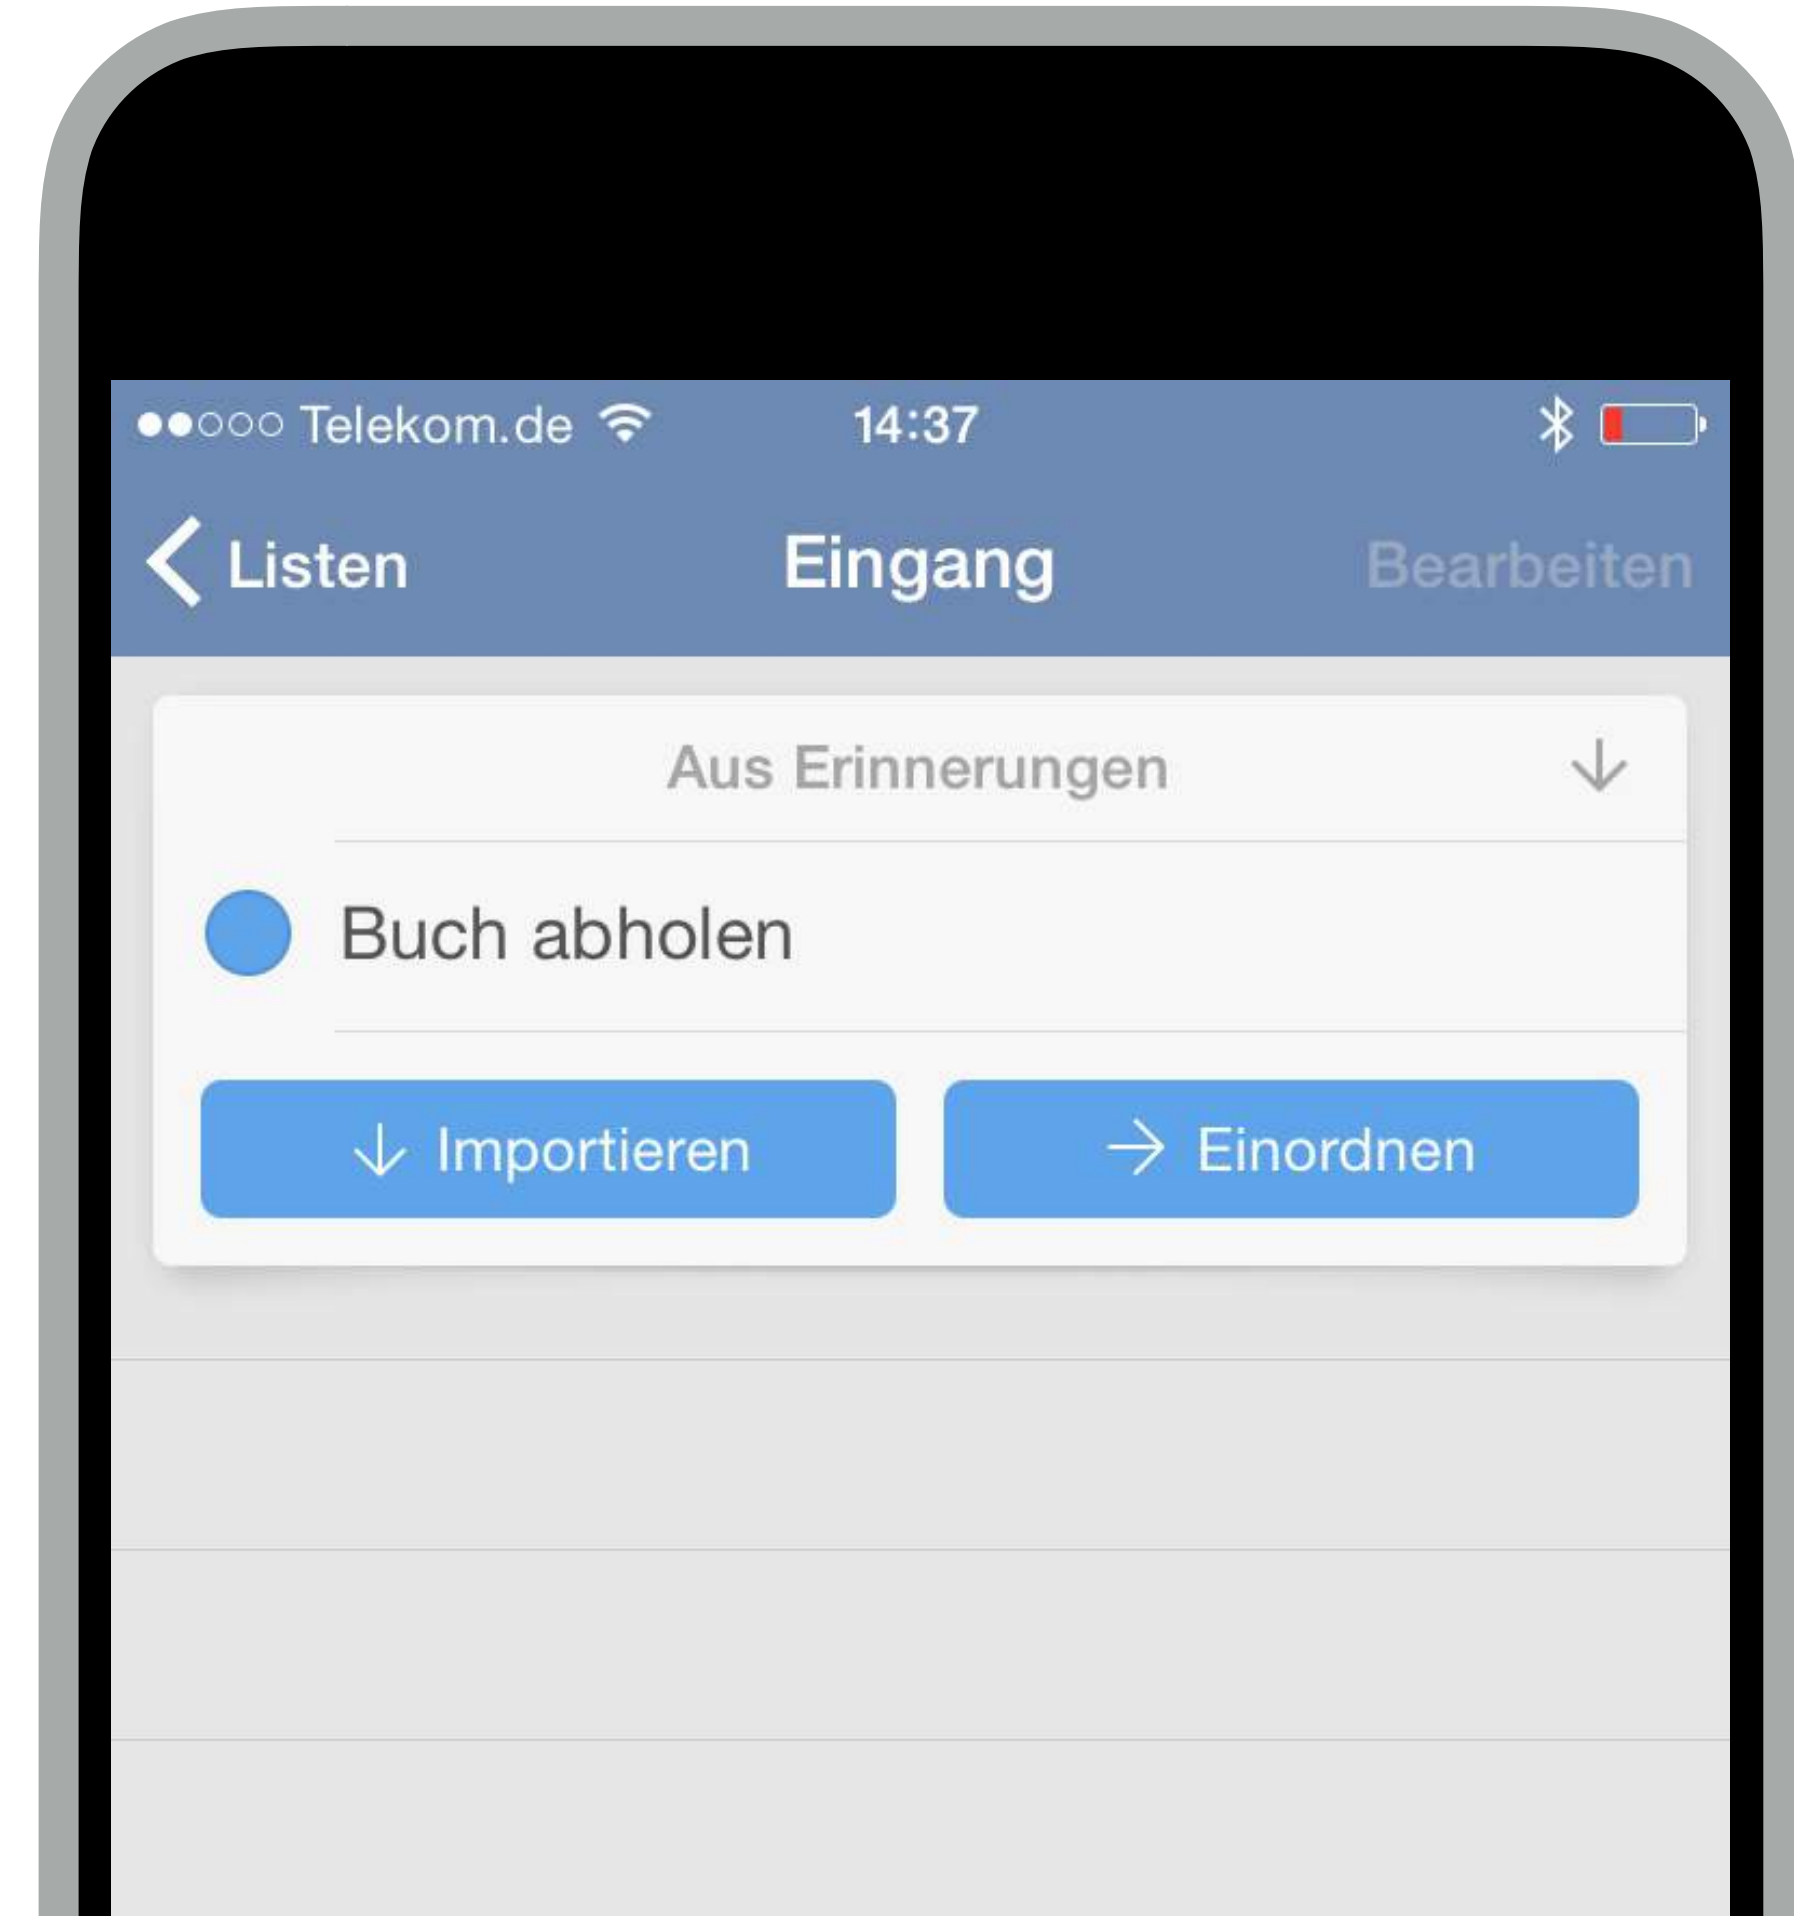 Telekom.de 14:37
Listen Eingang Bearbeiten
Aus Erinnerungen
Buch abholen
Importieren Einordnen